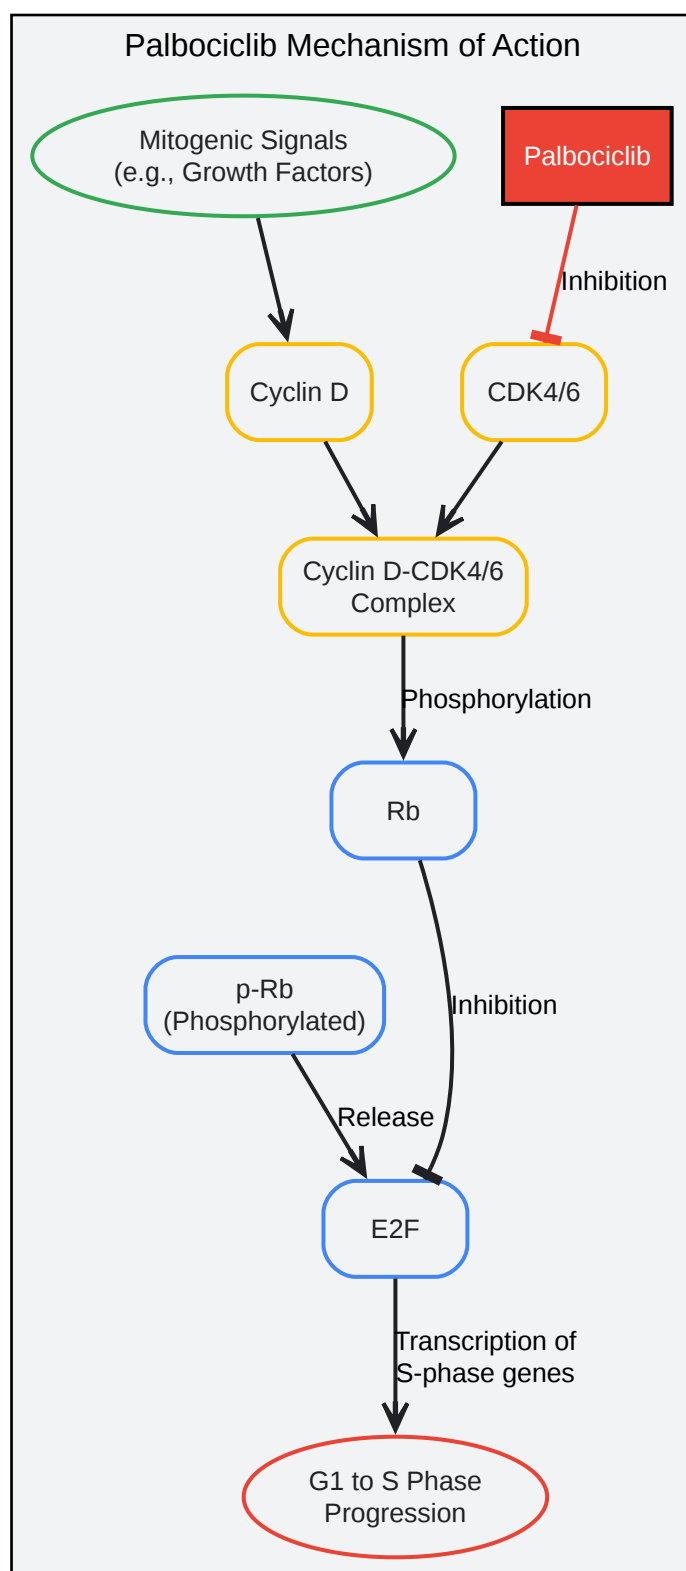 Palbociclib Mechanism of Action
Mitogenic Signals
(e.g., Growth Factors)
Palbociclib
Inhibition
Cyclin D
CDK4/6
Cyclin D-CDK4/6
Complex
Phosphorylation
Rb
p-Rb
(Phosphorylated)
Inhibition
Release
E2F
Transcription of
S-phase genes
G1 to S Phase
Progression